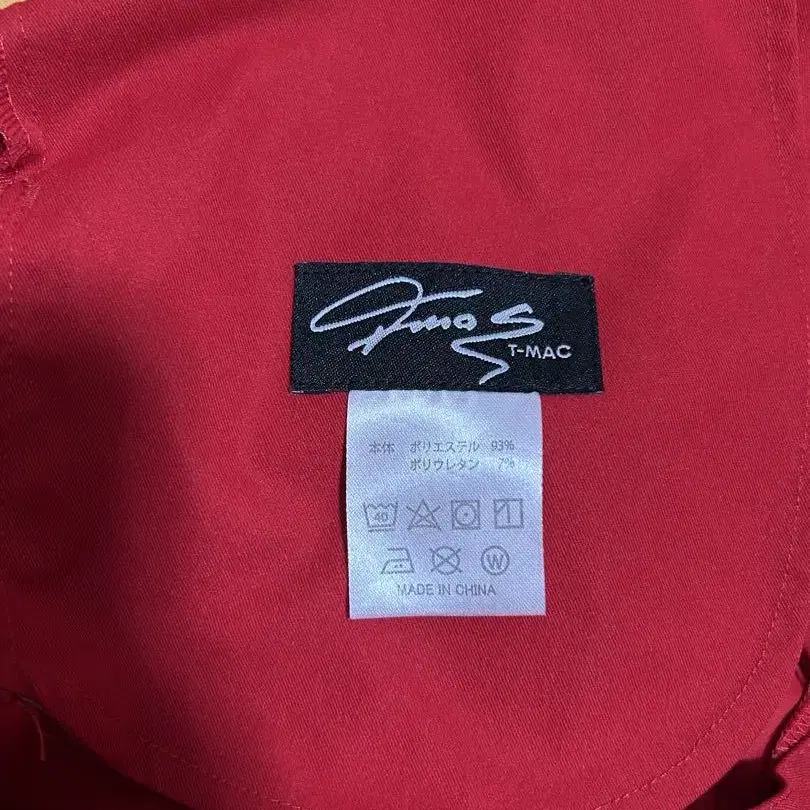 T-MAC
本体 ポリエステル 93%
ポリウレタン 7%
40
W
MADE IN CHINA